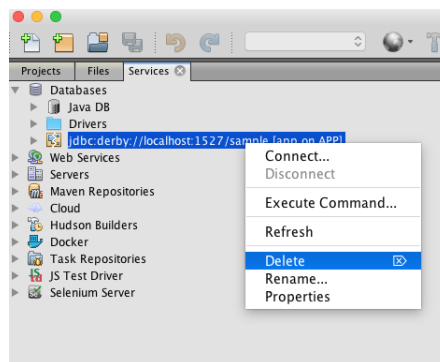 Projects Files Services
Databases
Java DB
Drivers
jdbc:derby://localhost:1527/sample [app on APP]
Web Services
Servers
Maven Repositories
Cloud
Hudson Builders
Docker
Task Repositories
JS Test Driver
Selenium Server
Connect...
Disconnect
Execute Command...
Refresh
Delete
Rename...
Properties